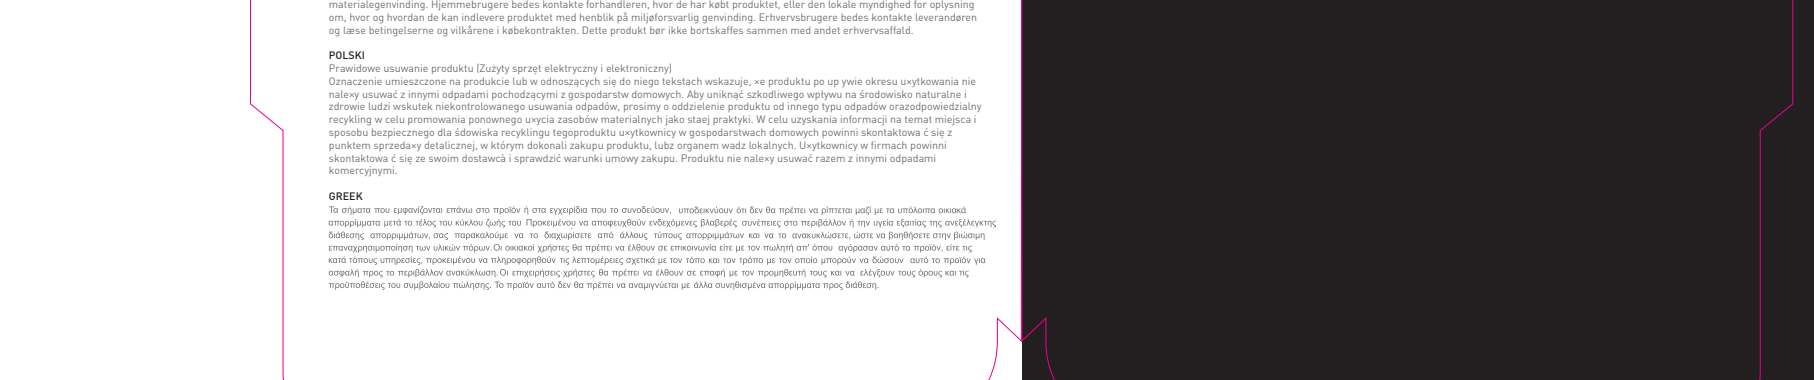 materialegenvinding. Hjemmebrugere bedes kontakte forhandleren, hvor de har købt produktet, eller den lokale myndighed for oplysning
om, hvor og hvordan de kan indlevere produktet med henblik på miljøforsvarlig genvinding. Erhvervsbrugere bedes kontakte leverandøren
og læse betingelserne og vilkårene i købekontrakten. Dette produkt bør ikke bortskaffes sammen med andet erhvervsaffald.
POLSKI
Prawidowe usuwanie produktu (Zużyty sprzęt elektryczny i elektroniczny)
Oznaczenie umieszczone na produkcie lub w odnoszących się do niego tekstach wskazuje, ×e produktu po up ywie okresu u×ytkowania nie
nale×y usuwać z innymi odpadami pochodzącymi z gospodarstw domowych. Aby uniknąć szkodliwego wpływu na środowisko naturalne i
zdrowie ludzi wskutek niekontrolowanego usuwania odpadów, prosimy o oddzielenie produktu od innego typu odpadów orazodpowiedzialny
recykling w celu promowania ponownego u×ycia zasobów materialnych jako staej praktyki. W celu uzyskania informacji na temat miejsca i
sposobu bezpiecznego dla śdowiska recyklingu tegoproduktu u×ytkownicy w gospodarstwach domowych powinni skontaktowa ć się z
punktem sprzeda×y detalicznej, w którym dokonali zakupu produktu, lubz organem wadz lokalnych. U×ytkownicy w firmach powinni
skontaktowa ć się ze swoim dostawcà i sprawdzić warunki umowy zakupu. Produktu nie nale×y usuwać razem z innymi odpadami
komercyjnymi.
GREEK
Τα σήματα που εμφανίζονται επάνω στο προϊόν ή στα εγχειρίδια που το συνοδεύουν, υποδεικνύουν ότι δεν θα πρέπει να ρίπτεται μαζί με τα υπόλοιπα οικιακά
απορρίμματα μετά το τέλος του κύκλου ζωής του Προκειμένου να αποφευχθούν ενδεχόμενες βλαβερές συνέπειες στο περιβάλλον ή την υγεία εξαιτίας της ανεξέλεγκτης
διάθεσης απορριμμάτων, σας παρακαλούμε να το διαχωρίσετε από άλλους τύπους απορριμμάτων και να το ανακυκλώσετε, ώστε να βοηθήσετε στην βιώσιμη
επαναχρησιμοποίηση των υλικών πόρων. Οι οικιακοί χρήστες θα πρέπει να έλθουν σε επικοινωνία είτε με τον πωλητή απ' όπου αγόρασαν αυτό το προϊόν, είτε τις
κατά τόπους υπηρεσίες, προκειμένου να πληροφορηθούν τις λεπτομέρειες σχετικά με τον τόπο και τον τρόπο με τον οποίο μπορούν να δώσουν αυτό το προϊόν για
ασφαλή προς το περιβάλλον ανακύκλωση. Οι επιχειρήσεις-χρήστες θα πρέπει να έλθουν σε επαφή με τον προμηθευτή τους και να ελέγξουν τους όρους και τις
προϋποθέσεις του συμβολαίου πώλησης. Το προϊόν αυτό δεν θα πρέπει να αναμιγνύεται με άλλα συνηθισμένα απορρίμματα προς διάθεση.